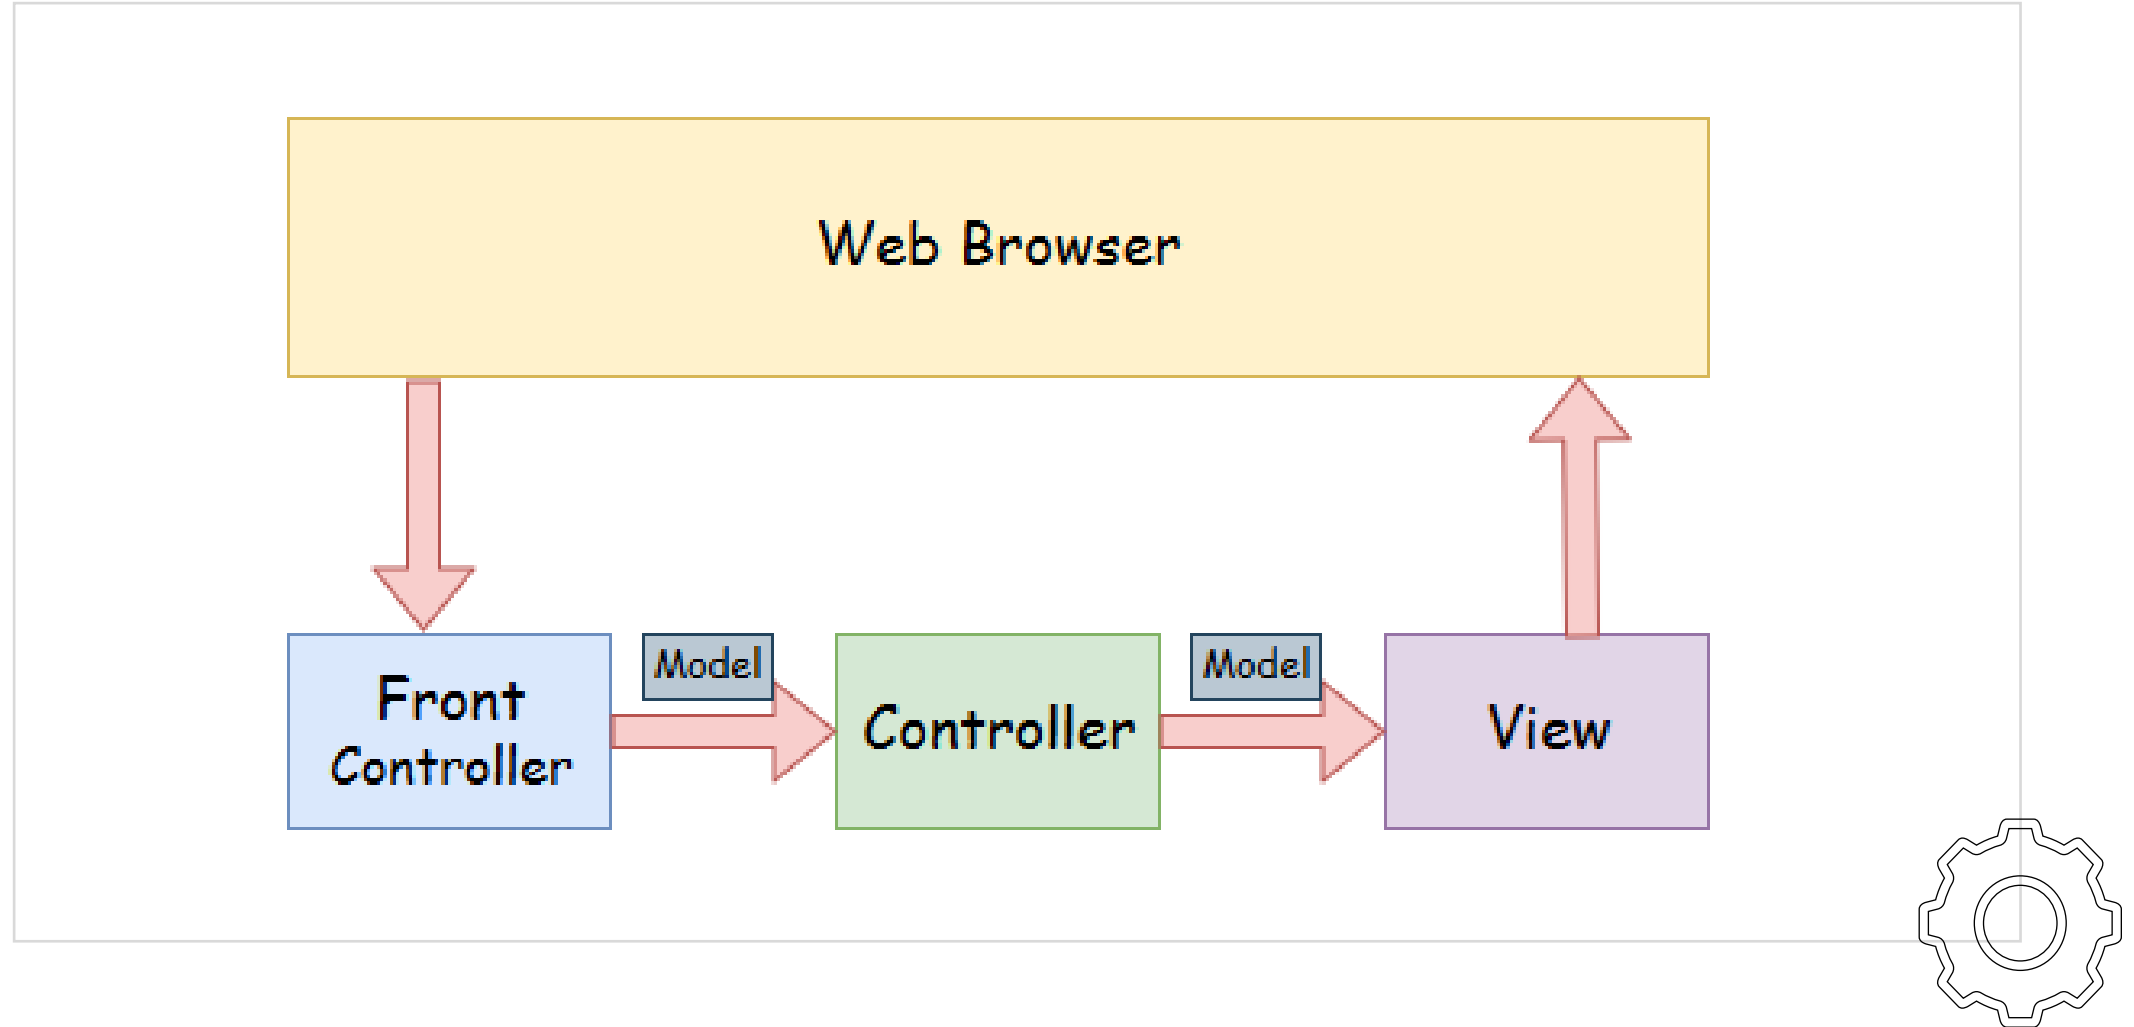 Web Browser
Front
Controller
Model
Controller
Model
View